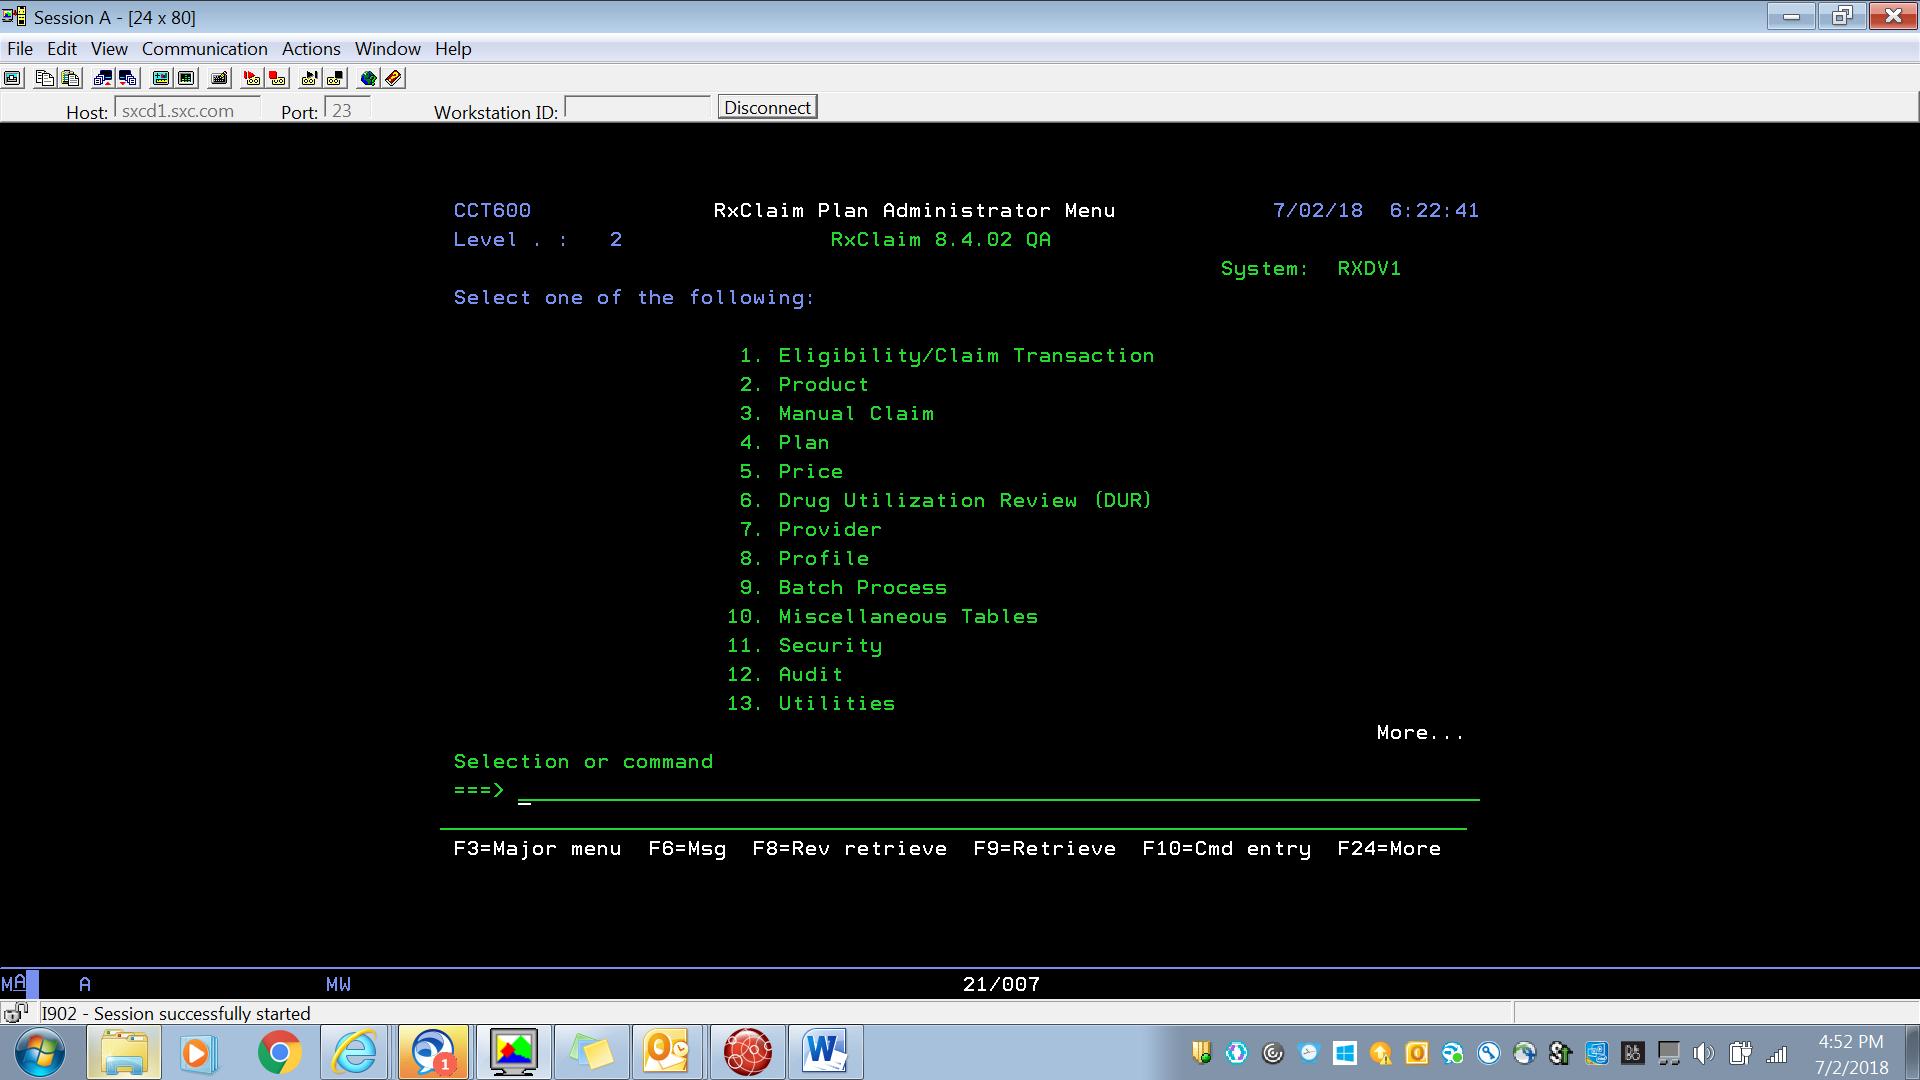 Session A - [24 x 80]
File Edit View Communication Actions Window Help
Host: sxcd1.sxc.com Port: 23 Workstation ID: Disconnect
CCT600 RxClaim Plan Administrator Menu 7/02/18 6:22:41
Level . : 2 RxClaim 8.4.02 QA
System: RXDV1
Select one of the following:
1. Eligibility/Claim Transaction
2. Product
3. Manual Claim
4. Plan
5. Price
6. Drug Utilization Review (DUR)
7. Provider
8. Profile
9. Batch Process
10. Miscellaneous Tables
11. Security
12. Audit
13. Utilities
More...
Selection or command
===>
F3=Major menu F6=Msg F8=Rev retrieve F9=Retrieve F10=Cmd entry F24=More
MA A MW 21/007
I902 - Session successfully started
1
4:52 PM
7/2/2018